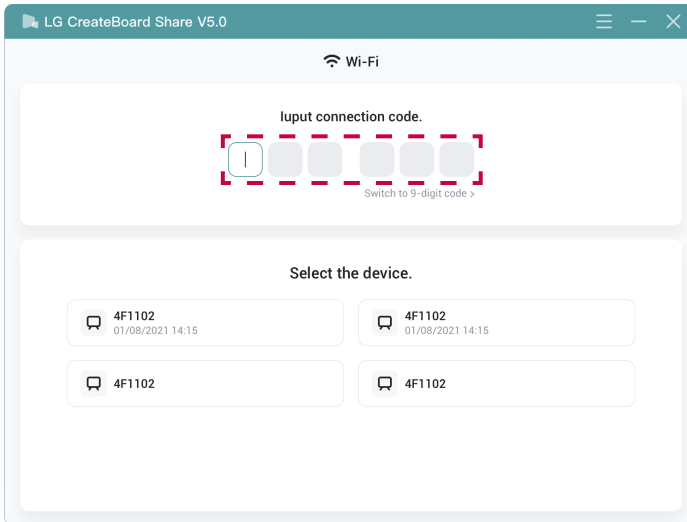 LG CreateBoard Share V5.0
Wi-Fi
Iuput connection code.
Switch to 9-digit code >
Select the device.
4F1102
01/08/2021 14:15
4F1102
01/08/2021 14:15
4F1102
4F1102